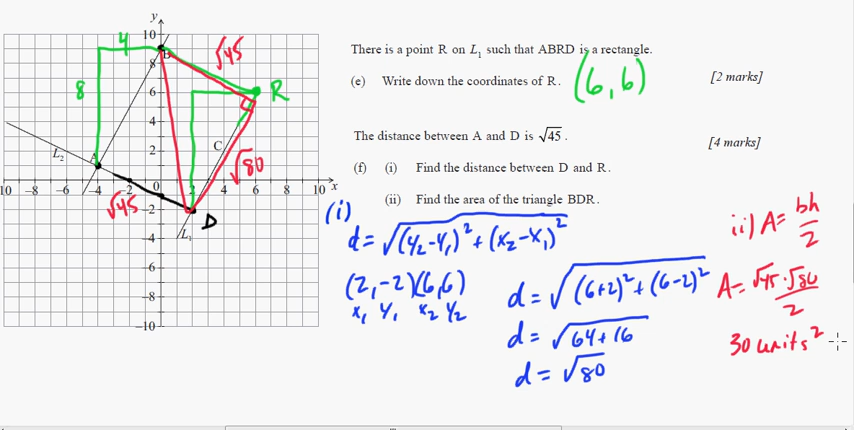 There is a point R on L₁ such that ABRD is a rectangle.
(e) Write down the coordinates of R. (6,6) [2 marks]
The distance between A and D is √45.
[4 marks]
(f) (i) Find the distance between D and R.
(ii) Find the area of the triangle BDR.
y
10
8
6
4
2
0
-2
-4
-6
-8
-10
10 -8 -6 -4 -2 2 4 6 8 10 x
4
8
B
√45
R
A
L₂
C
√80
√45
D
L₁
(i)
d = √(y₂-y₁)² + (x₂-x₁)²
(2,-2)(6,6)
x₁ y₁ x₂ y₂
d = √(6+2)² + (6-2)²
d = √64+16
d = √80
ii) A = bh/2
A = √45·√80/2
30 units²